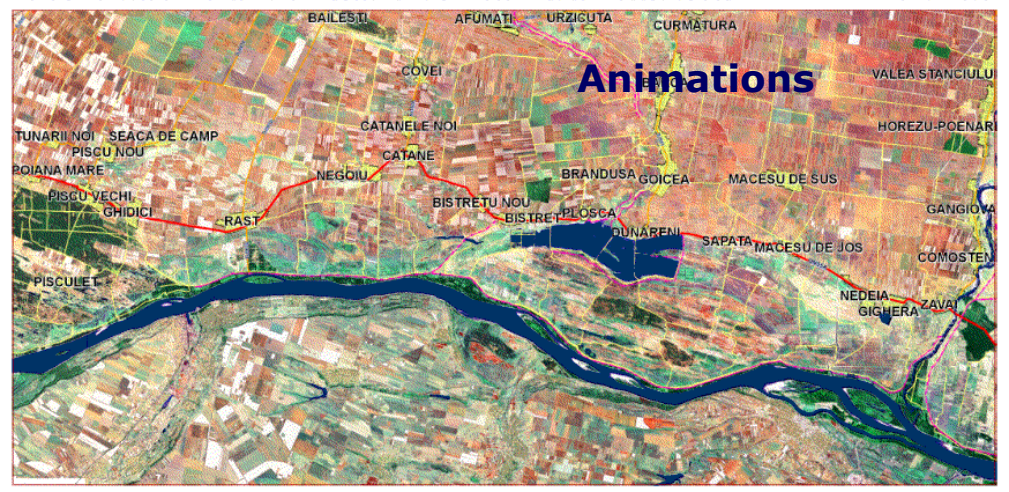 BAILESTI
AFUMATI
URZICUTA
CURMATURA
Animations
COVEI
VALEA STANCIULUI
CATANELE NOI
HOREZU-POENARI
TUNARII NOI
SEACA DE CAMP
PISCU NOU
CATANE
POIANA MARE
NEGOIU
BRANDUSA
GOICEA
MACESU DE SUS
PISCU VECHI
BISTRETU NOU
GHIDICI
RAST
BISTRET
PLOSCA
GANGIOVA
DUNARENI
SAPATA
MACESU DE JOS
COMOSTEN
PISCULET
NEDEIA
ZAVAL
GIGHERA